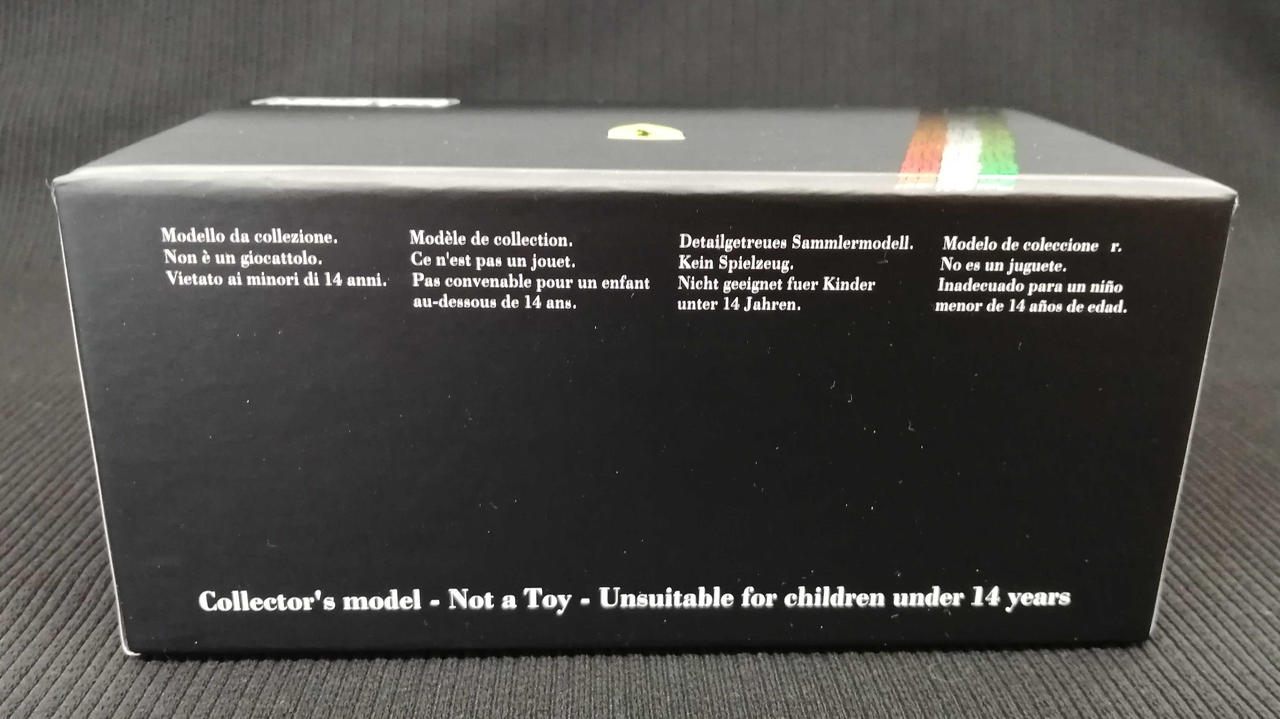 Modello da collezione.
Non è un giocattolo.
Vietato ai minori di 14 anni.
Modèle de collection.
Ce n'est pas un jouet.
Pas convenable pour un enfant
au-dessous de 14 ans.
Detailgetreues Sammlermodell.
Kein Spielzeug.
Nicht geeignet fuer Kinder
unter 14 Jahren.
Modelo de coleccione r.
No es un juguete.
Inadecuado para un niño
menor de 14 años de edad.
Collector's model - Not a Toy - Unsuitable for children under 14 years